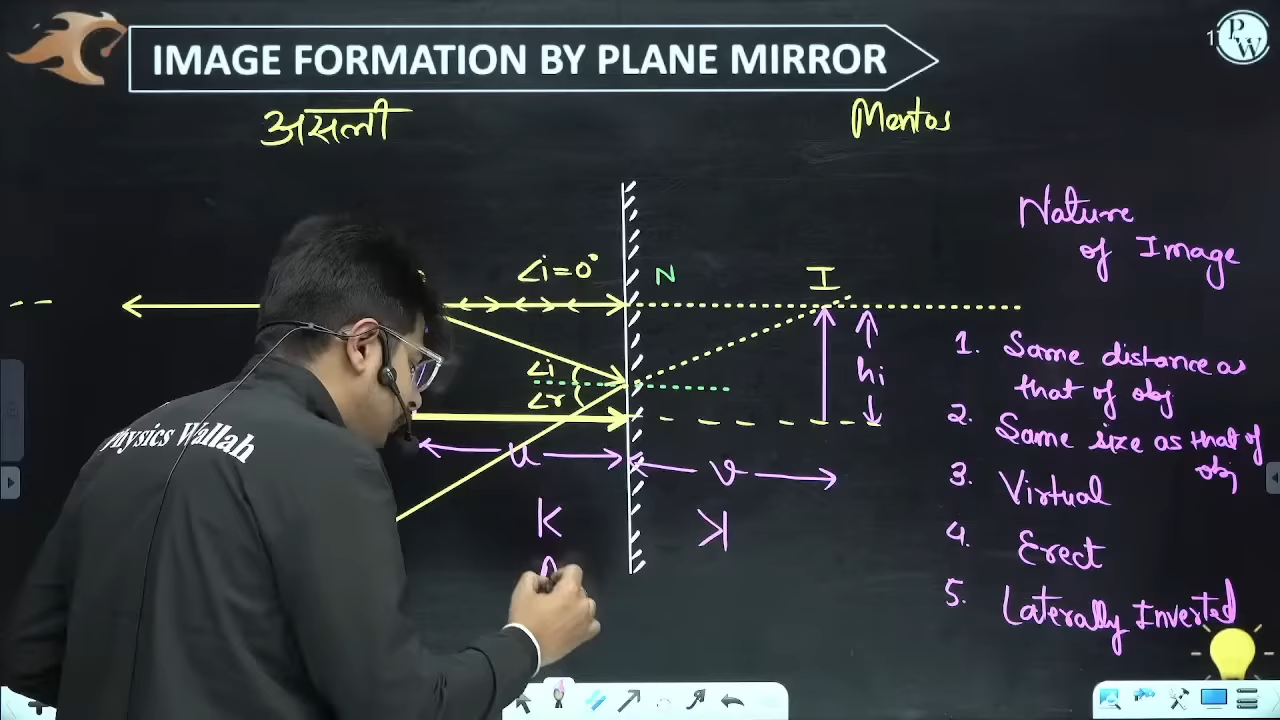 IMAGE FORMATION BY PLANE MIRROR
PW
असली
Mentos
Nature
of Image
∠i=0°
N
I
∠i
∠r
hi
u
v
K
1. Same distance as
that of obj
2. Same size as that of
obj
3. Virtual
4. Erect
5. Laterally Inverted
Physics Wallah